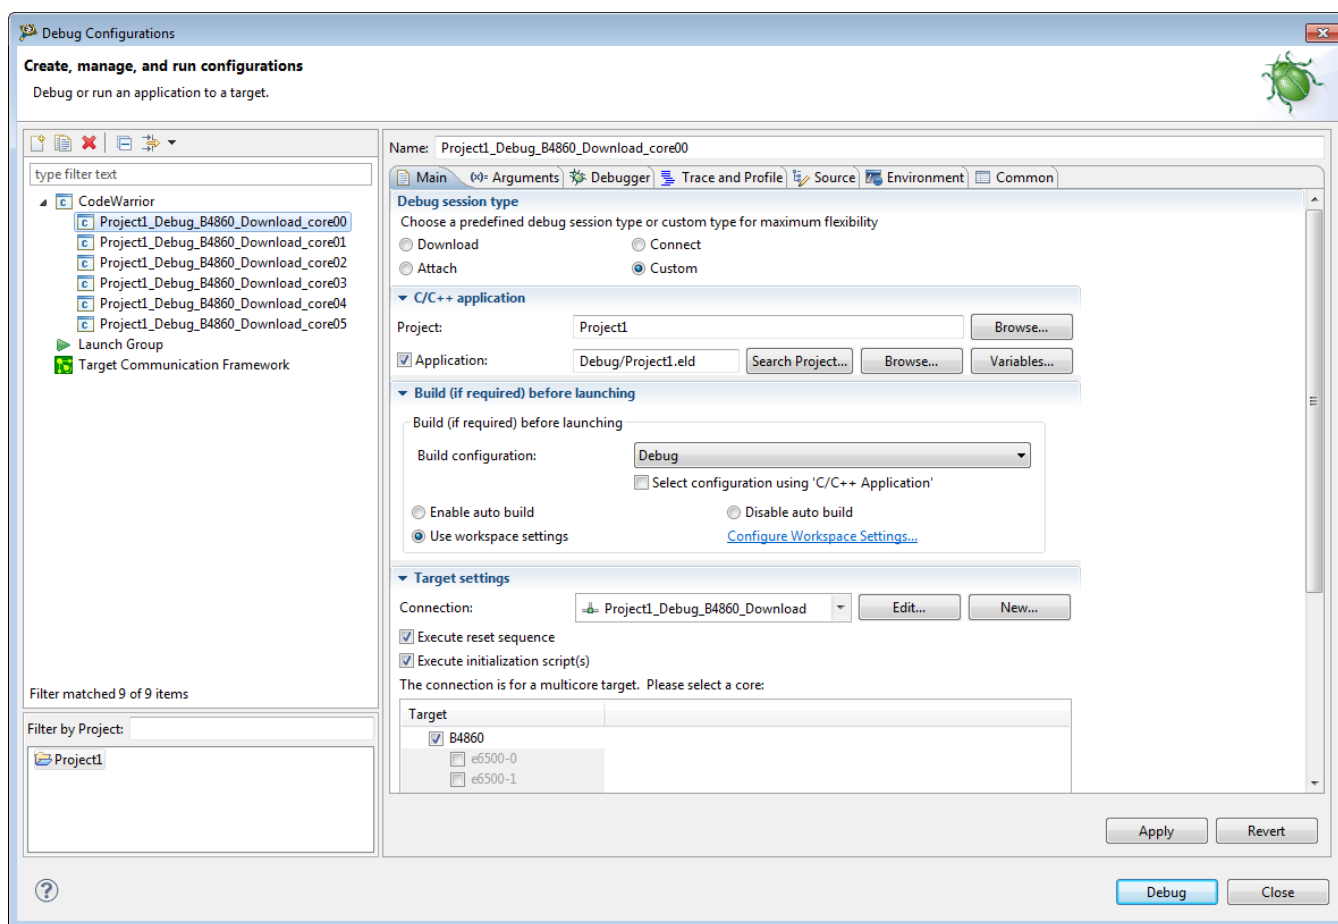 Debug Configurations
Create, manage, and run configurations
Debug or run an application to a target.
type filter text
CodeWarrior
Project1_Debug_B4860_Download_core00
Project1_Debug_B4860_Download_core01
Project1_Debug_B4860_Download_core02
Project1_Debug_B4860_Download_core03
Project1_Debug_B4860_Download_core04
Project1_Debug_B4860_Download_core05
Launch Group
Target Communication Framework
Filter matched 9 of 9 items
Filter by Project:
Project1
Name: Project1_Debug_B4860_Download_core00
Main (x)= Arguments Debugger Trace and Profile Source Environment Common
Debug session type
Choose a predefined debug session type or custom type for maximum flexibility
Download Connect
Attach Custom
C/C++ application
Project: Project1 Browse...
Application: Debug/Project1.eld Search Project... Browse... Variables...
Build (if required) before launching
Build (if required) before launching
Build configuration: Debug
Select configuration using 'C/C++ Application'
Enable auto build Disable auto build
Use workspace settings Configure Workspace Settings...
Target settings
Connection: Project1_Debug_B4860_Download Edit... New...
Execute reset sequence
Execute initialization script(s)
The connection is for a multicore target. Please select a core:
Target
B4860
e6500-0
e6500-1
Apply Revert
? Debug Close